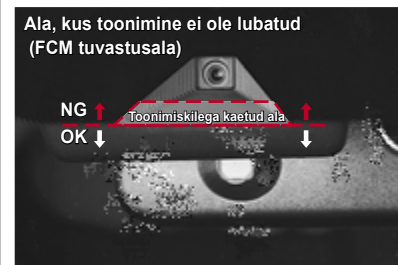 Ala, kus toonimine ei ole lubatud
(FCM tuvastusala)
NG
Toonimiskilega kaetud ala
OK